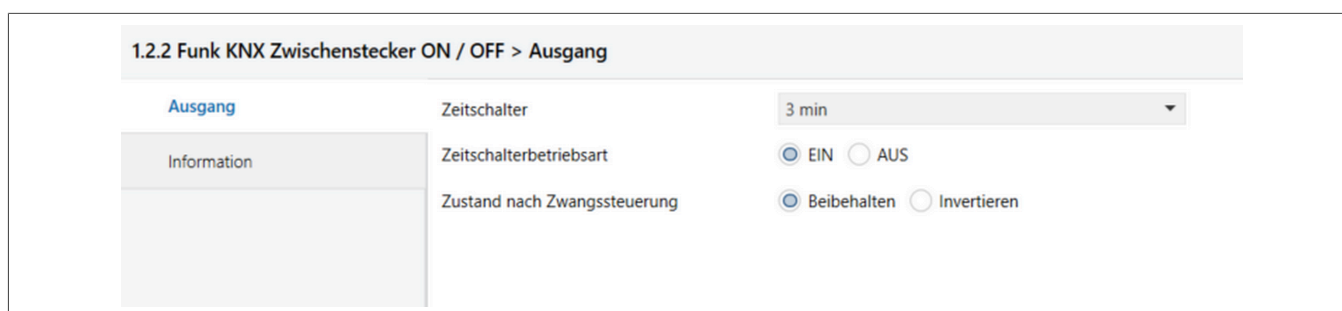 1.2.2 Funk KNX Zwischenstecker ON / OFF > Ausgang
Ausgang
Information
Zeitschalter 3 min
Zeitschalterbetriebsart EIN AUS
Zustand nach Zwangssteuerung Beibehalten Invertieren